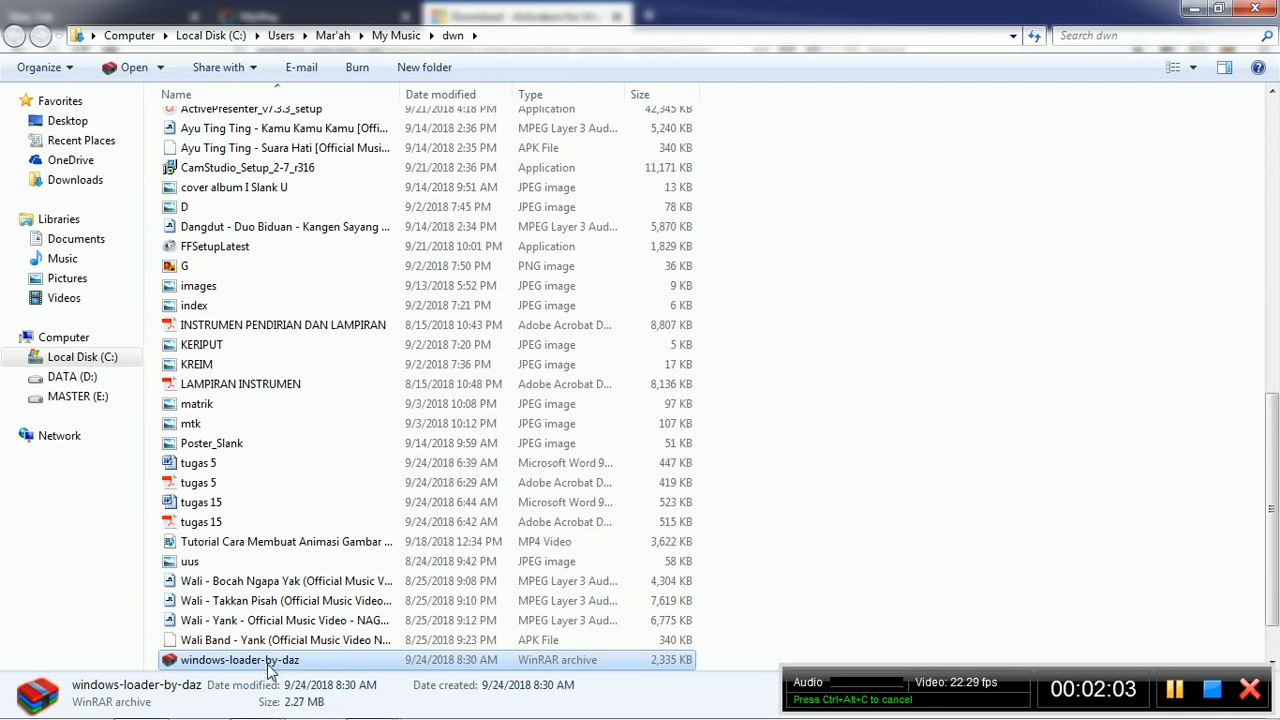 Computer Local Disk (C:) Users Mar'ah My Music dwn Search dwn
Organize Open Share with E-mail Burn New folder
Name Date modified Type Size
Favorites
Desktop
Recent Places
OneDrive
Downloads
Libraries
Documents
Music
Pictures
Videos
Computer
Local Disk (C:)
DATA (D:)
MASTER (E:)
Network
ActivePresenter_v7.3.3_setup 9/21/2018 4:18 PM Application 42,345 KB
Ayu Ting Ting - Kamu Kamu Kamu [Offi... 9/14/2018 2:36 PM MPEG Layer 3 Aud... 5,240 KB
Ayu Ting Ting - Suara Hati [Official Musi... 9/14/2018 2:35 PM APK File 340 KB
CamStudio_Setup_2-7_r316 9/21/2018 2:36 PM Application 11,171 KB
cover album I Slank U 9/14/2018 9:51 AM JPEG image 13 KB
D 9/2/2018 7:45 PM JPEG image 78 KB
Dangdut - Duo Biduan - Kangen Sayang ... 9/14/2018 2:34 PM MPEG Layer 3 Aud... 5,870 KB
FFSetupLatest 9/21/2018 10:01 PM Application 1,829 KB
G 9/2/2018 7:50 PM PNG image 36 KB
images 9/13/2018 5:52 PM JPEG image 9 KB
index 9/2/2018 7:21 PM JPEG image 6 KB
INSTRUMEN PENDIRIAN DAN LAMPIRAN 8/15/2018 10:43 PM Adobe Acrobat D... 8,807 KB
KERIPUT 9/2/2018 7:20 PM JPEG image 5 KB
KREIM 9/2/2018 7:36 PM JPEG image 17 KB
LAMPIRAN INSTRUMEN 8/15/2018 10:48 PM Adobe Acrobat D... 8,136 KB
matrik 9/3/2018 10:08 PM JPEG image 97 KB
mtk 9/3/2018 10:12 PM JPEG image 107 KB
Poster_Slank 9/14/2018 9:59 AM JPEG image 51 KB
tugas 5 9/24/2018 6:39 AM Microsoft Word 9... 447 KB
tugas 5 9/24/2018 6:29 AM Adobe Acrobat D... 419 KB
tugas 15 9/24/2018 6:44 AM Microsoft Word 9... 523 KB
tugas 15 9/24/2018 6:42 AM Adobe Acrobat D... 515 KB
Tutorial Cara Membuat Animasi Gambar ... 9/18/2018 12:34 PM MP4 Video 3,622 KB
uus 8/24/2018 9:42 PM JPEG image 58 KB
Wali - Bocah Ngapa Yak (Official Music V... 8/25/2018 9:08 PM MPEG Layer 3 Aud... 4,304 KB
Wali - Takkan Pisah (Official Music Video... 8/25/2018 9:10 PM MPEG Layer 3 Aud... 7,619 KB
Wali - Yank - Official Music Video - NAG... 8/25/2018 9:12 PM MPEG Layer 3 Aud... 6,775 KB
Wali Band - Yank (Official Music Video N... 8/25/2018 9:23 PM APK File 340 KB
windows-loader-by-daz 9/24/2018 8:30 AM WinRAR archive 2,335 KB
Date created: 9/24/2018 8:30 AM
Size: 2.27 MB
Audio Video: 22.29 fps
Press Ctrl+Alt+C to cancel
00:02:03